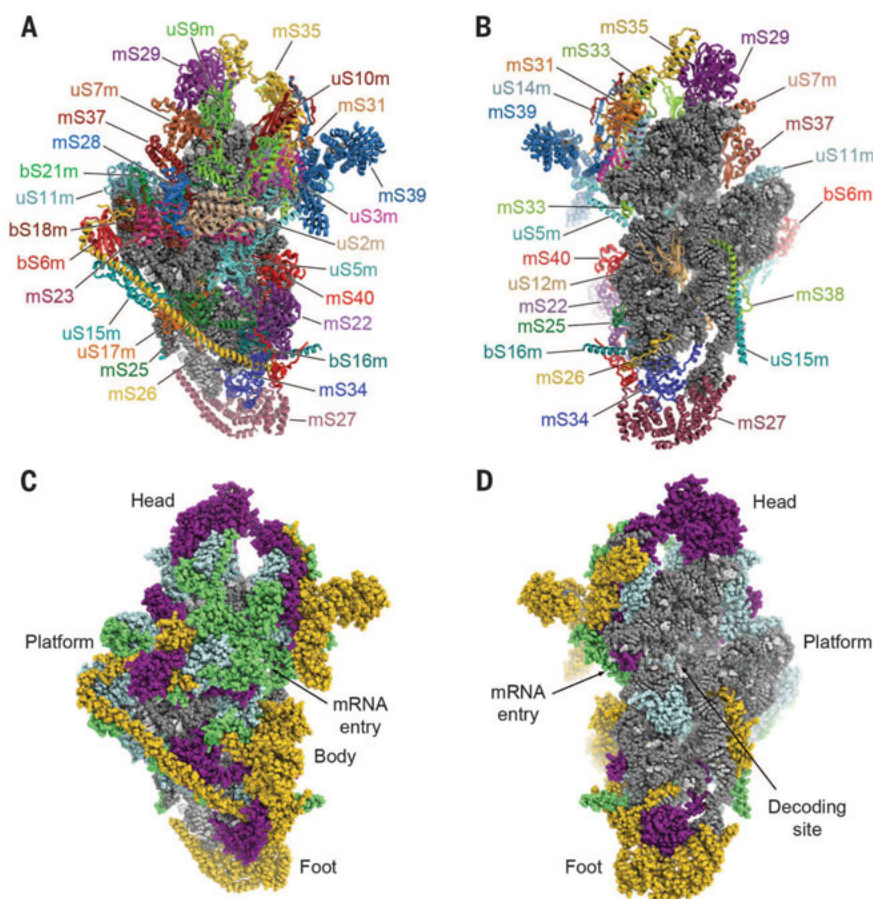 A
mS35
uS9m
mS29
uS7m
mS37
mS28
bS21m
uS11m
bS18m
bS6m
mS23
uS15m
uS17m
mS25
mS26
uS10m
mS31
mS39
uS3m
uS2m
uS5m
mS40
mS22
bS16m
mS34
mS27
B
mS35
mS33
mS29
mS31
uS14m
mS39
uS7m
mS37
uS11m
bS6m
mS33
uS5m
mS40
uS12m
mS22
mS25
bS16m
mS26
mS34
mS38
uS15m
mS27
C
Head
Platform
mRNA
entry
Body
Foot
D
Head
Platform
mRNA
entry
Decoding
site
Foot